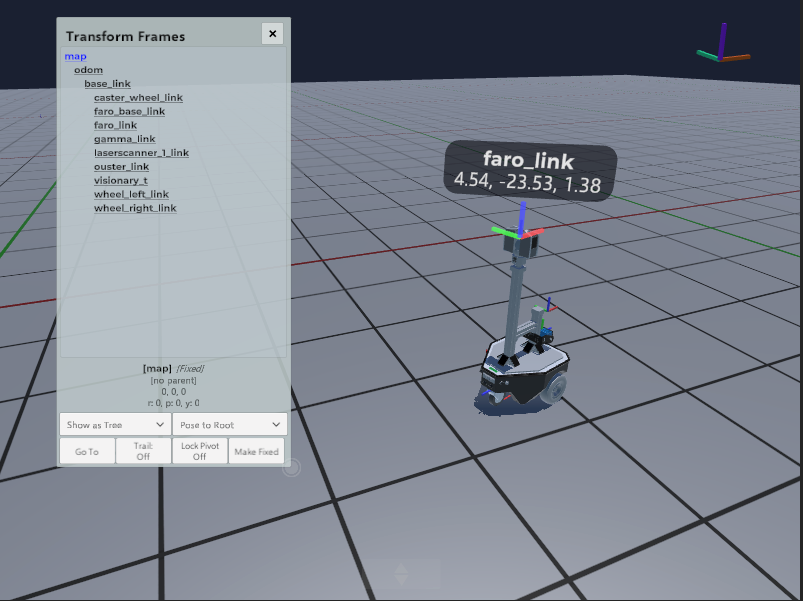 Transform Frames
×
map
odom
base_link
caster_wheel_link
faro_base_link
faro_link
gamma_link
laserscanner_1_link
ouster_link
visionary_t
wheel_left_link
wheel_right_link
[map] [Fixed]
[no parent]
0, 0, 0
r: 0, p: 0, y: 0
Show as Tree
Pose to Root
Go To
Trail:
Off
Lock Pivot
Off
Make Fixed
faro_link
4.54, -23.53, 1.38